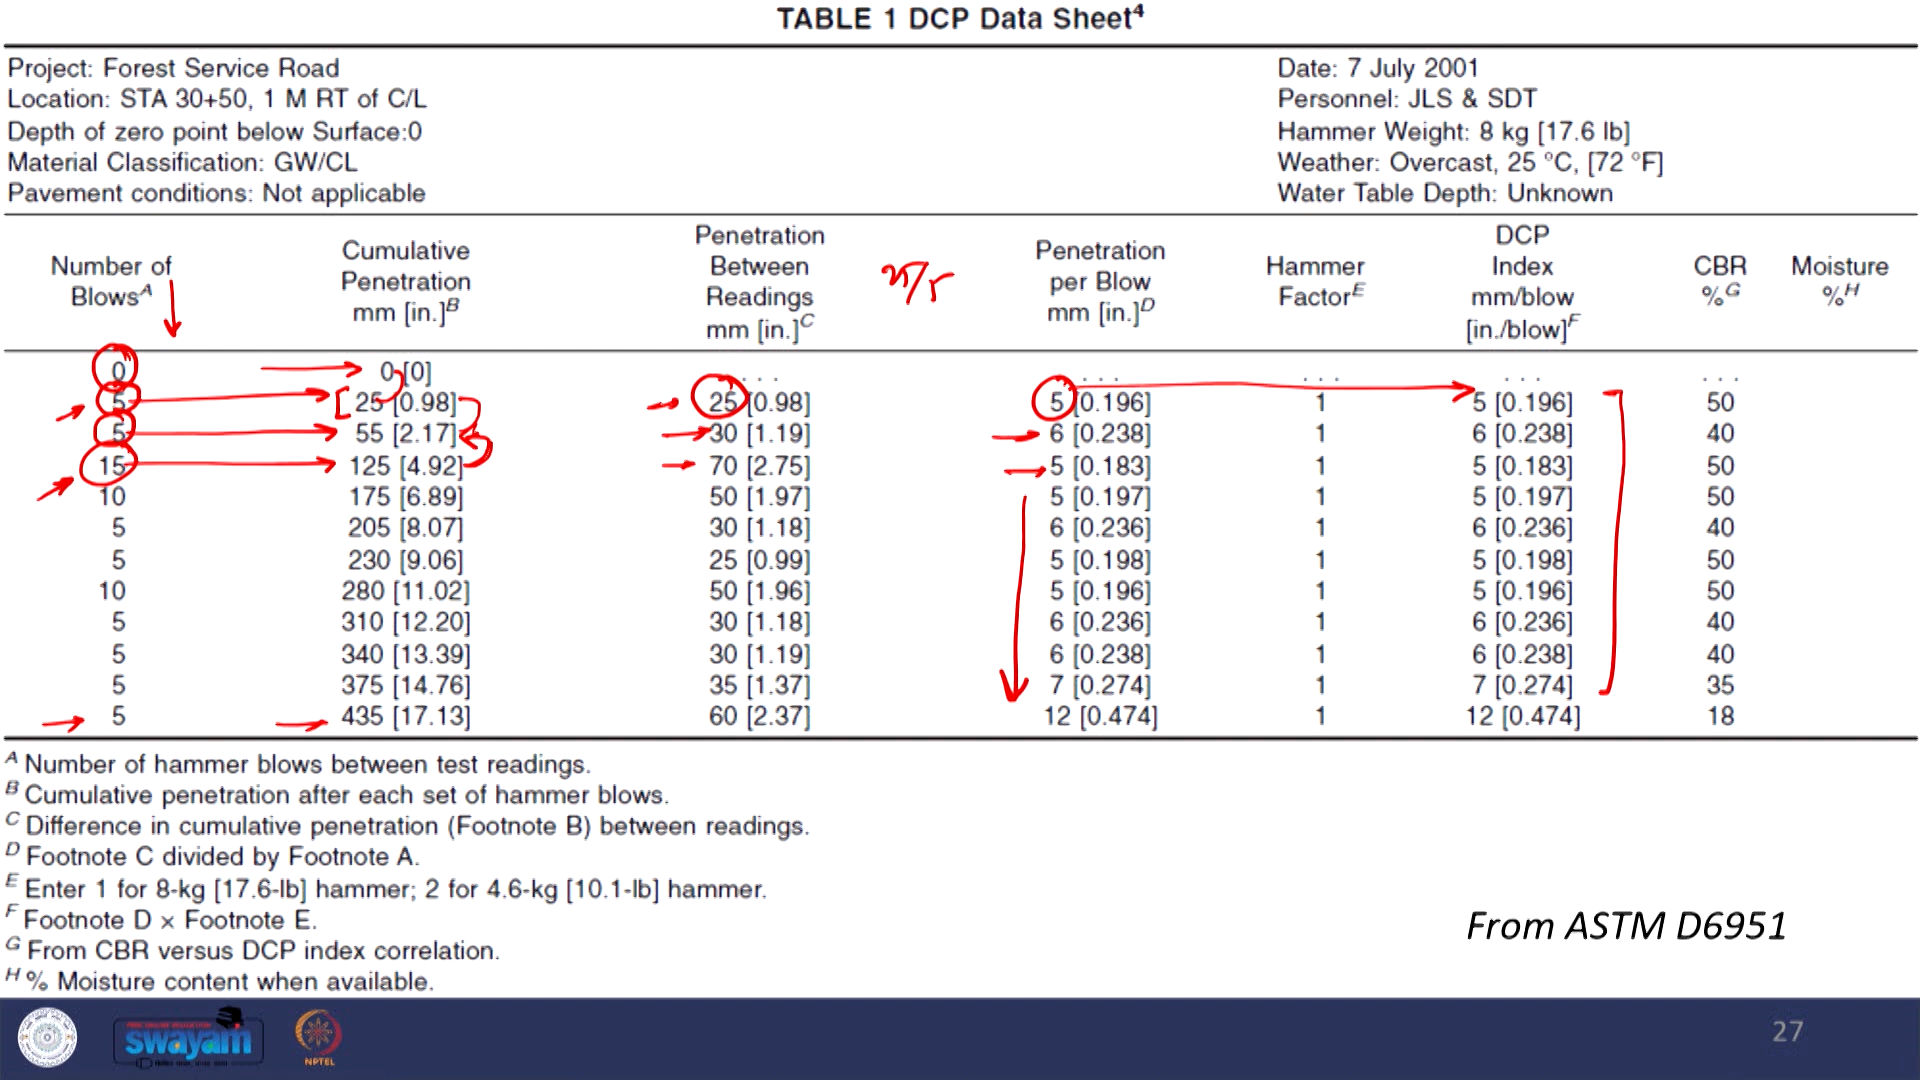 TABLE 1 DCP Data Sheet⁴
Project: Forest Service Road
Date: 7 July 2001
Location: STA 30+50, 1 M RT of C/L
Personnel: JLS & SDT
Depth of zero point below Surface:0
Hammer Weight: 8 kg [17.6 lb]
Material Classification: GW/CL
Weather: Overcast, 25 °C, [72 °F]
Pavement conditions: Not applicable
Water Table Depth: Unknown
Number of Blows^A
Cumulative Penetration mm [in.]^B
Penetration Between Readings mm [in.]^C
25/5
Penetration per Blow mm [in.]^D
Hammer Factor^E
DCP Index mm/blow [in./blow]^F
CBR %^G
Moisture %^H
0 0 [0] ... ... ... ... ...
5 25 [0.98] 25 [0.98] 5 [0.196] 1 5 [0.196] 50
5 55 [2.17] 30 [1.19] 6 [0.238] 1 6 [0.238] 40
15 125 [4.92] 70 [2.75] 5 [0.183] 1 5 [0.183] 50
10 175 [6.89] 50 [1.97] 5 [0.197] 1 5 [0.197] 50
5 205 [8.07] 30 [1.18] 6 [0.236] 1 6 [0.236] 40
5 230 [9.06] 25 [0.99] 5 [0.198] 1 5 [0.198] 50
10 280 [11.02] 50 [1.96] 5 [0.196] 1 5 [0.196] 50
5 310 [12.20] 30 [1.18] 6 [0.236] 1 6 [0.236] 40
5 340 [13.39] 30 [1.19] 6 [0.238] 1 6 [0.238] 40
5 375 [14.76] 35 [1.37] 7 [0.274] 1 7 [0.274] 35
5 435 [17.13] 60 [2.37] 12 [0.474] 1 12 [0.474] 18
A Number of hammer blows between test readings.
B Cumulative penetration after each set of hammer blows.
C Difference in cumulative penetration (Footnote B) between readings.
D Footnote C divided by Footnote A.
E Enter 1 for 8-kg [17.6-lb] hammer; 2 for 4.6-kg [10.1-lb] hammer.
F Footnote D × Footnote E.
G From CBR versus DCP index correlation.
H % Moisture content when available.
From ASTM D6951
swayam
NPTEL
27